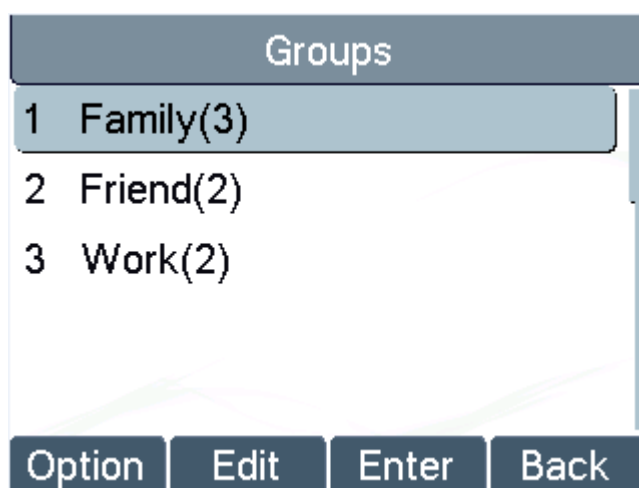 Groups
1 Family(3)
2 Friend(2)
3 Work(2)
Option Edit Enter Back